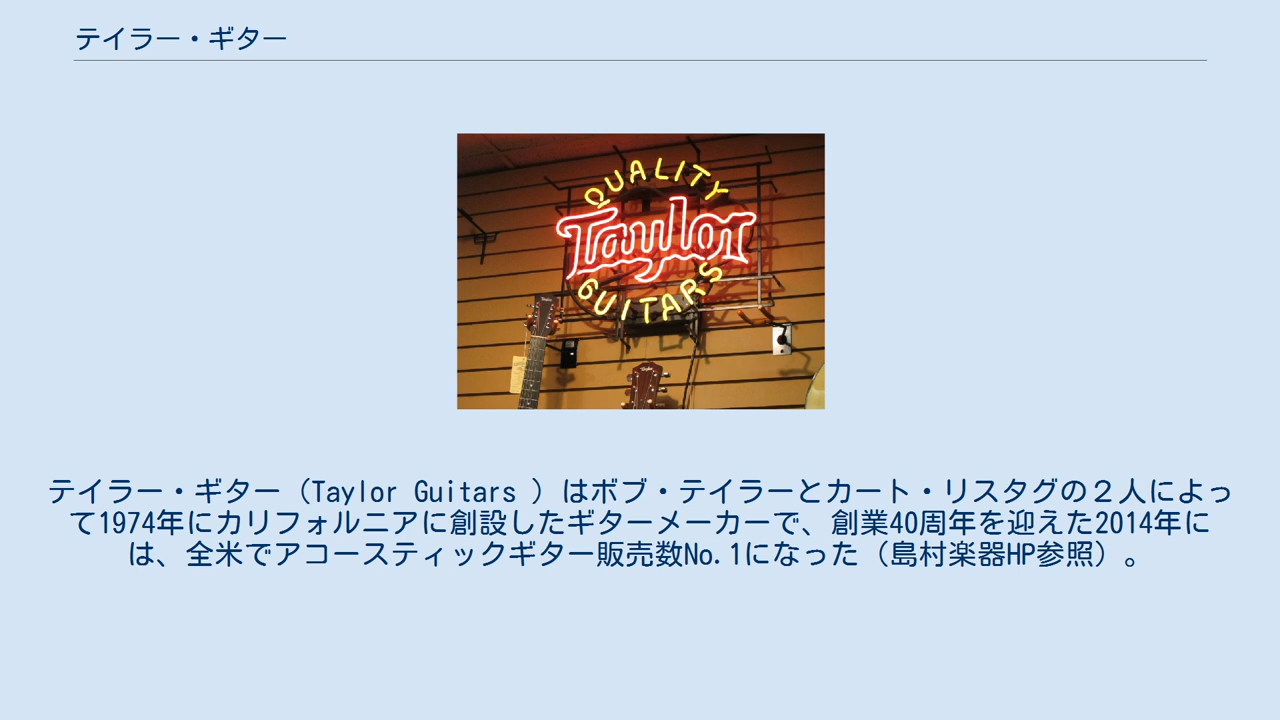 テイラー・ギター
QUALITY
Taylor
GUITARS
テイラー・ギター（Taylor Guitars ）はボブ・テイラーとカート・リスタグの２人によっ
て1974年にカリフォルニアに創設したギターメーカーで、創業40周年を迎えた2014年に
は、全米でアコースティックギター販売数No.1になった（島村楽器HP参照）。